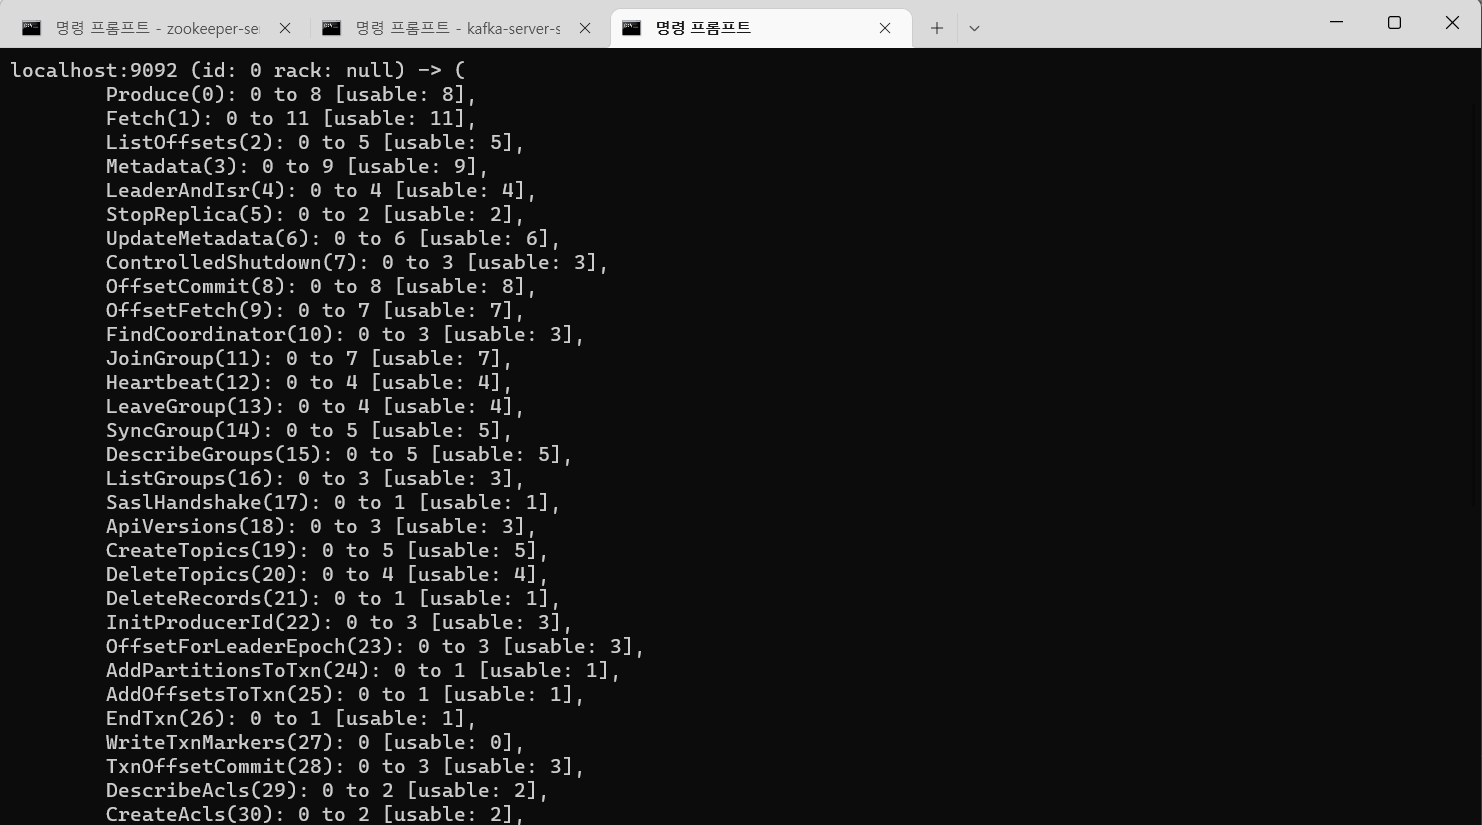 명령 프롬프트 - zookeeper-se
명령 프롬프트 - kafka-server-s
명령 프롬프트
localhost:9092 (id: 0 rack: null) -> (
Produce(0): 0 to 8 [usable: 8],
Fetch(1): 0 to 11 [usable: 11],
ListOffsets(2): 0 to 5 [usable: 5],
Metadata(3): 0 to 9 [usable: 9],
LeaderAndIsr(4): 0 to 4 [usable: 4],
StopReplica(5): 0 to 2 [usable: 2],
UpdateMetadata(6): 0 to 6 [usable: 6],
ControlledShutdown(7): 0 to 3 [usable: 3],
OffsetCommit(8): 0 to 8 [usable: 8],
OffsetFetch(9): 0 to 7 [usable: 7],
FindCoordinator(10): 0 to 3 [usable: 3],
JoinGroup(11): 0 to 7 [usable: 7],
Heartbeat(12): 0 to 4 [usable: 4],
LeaveGroup(13): 0 to 4 [usable: 4],
SyncGroup(14): 0 to 5 [usable: 5],
DescribeGroups(15): 0 to 5 [usable: 5],
ListGroups(16): 0 to 3 [usable: 3],
SaslHandshake(17): 0 to 1 [usable: 1],
ApiVersions(18): 0 to 3 [usable: 3],
CreateTopics(19): 0 to 5 [usable: 5],
DeleteTopics(20): 0 to 4 [usable: 4],
DeleteRecords(21): 0 to 1 [usable: 1],
InitProducerId(22): 0 to 3 [usable: 3],
OffsetForLeaderEpoch(23): 0 to 3 [usable: 3],
AddPartitionsToTxn(24): 0 to 1 [usable: 1],
AddOffsetsToTxn(25): 0 to 1 [usable: 1],
EndTxn(26): 0 to 1 [usable: 1],
WriteTxnMarkers(27): 0 [usable: 0],
TxnOffsetCommit(28): 0 to 3 [usable: 3],
DescribeAcls(29): 0 to 2 [usable: 2],
CreateAcls(30): 0 to 2 [usable: 2],